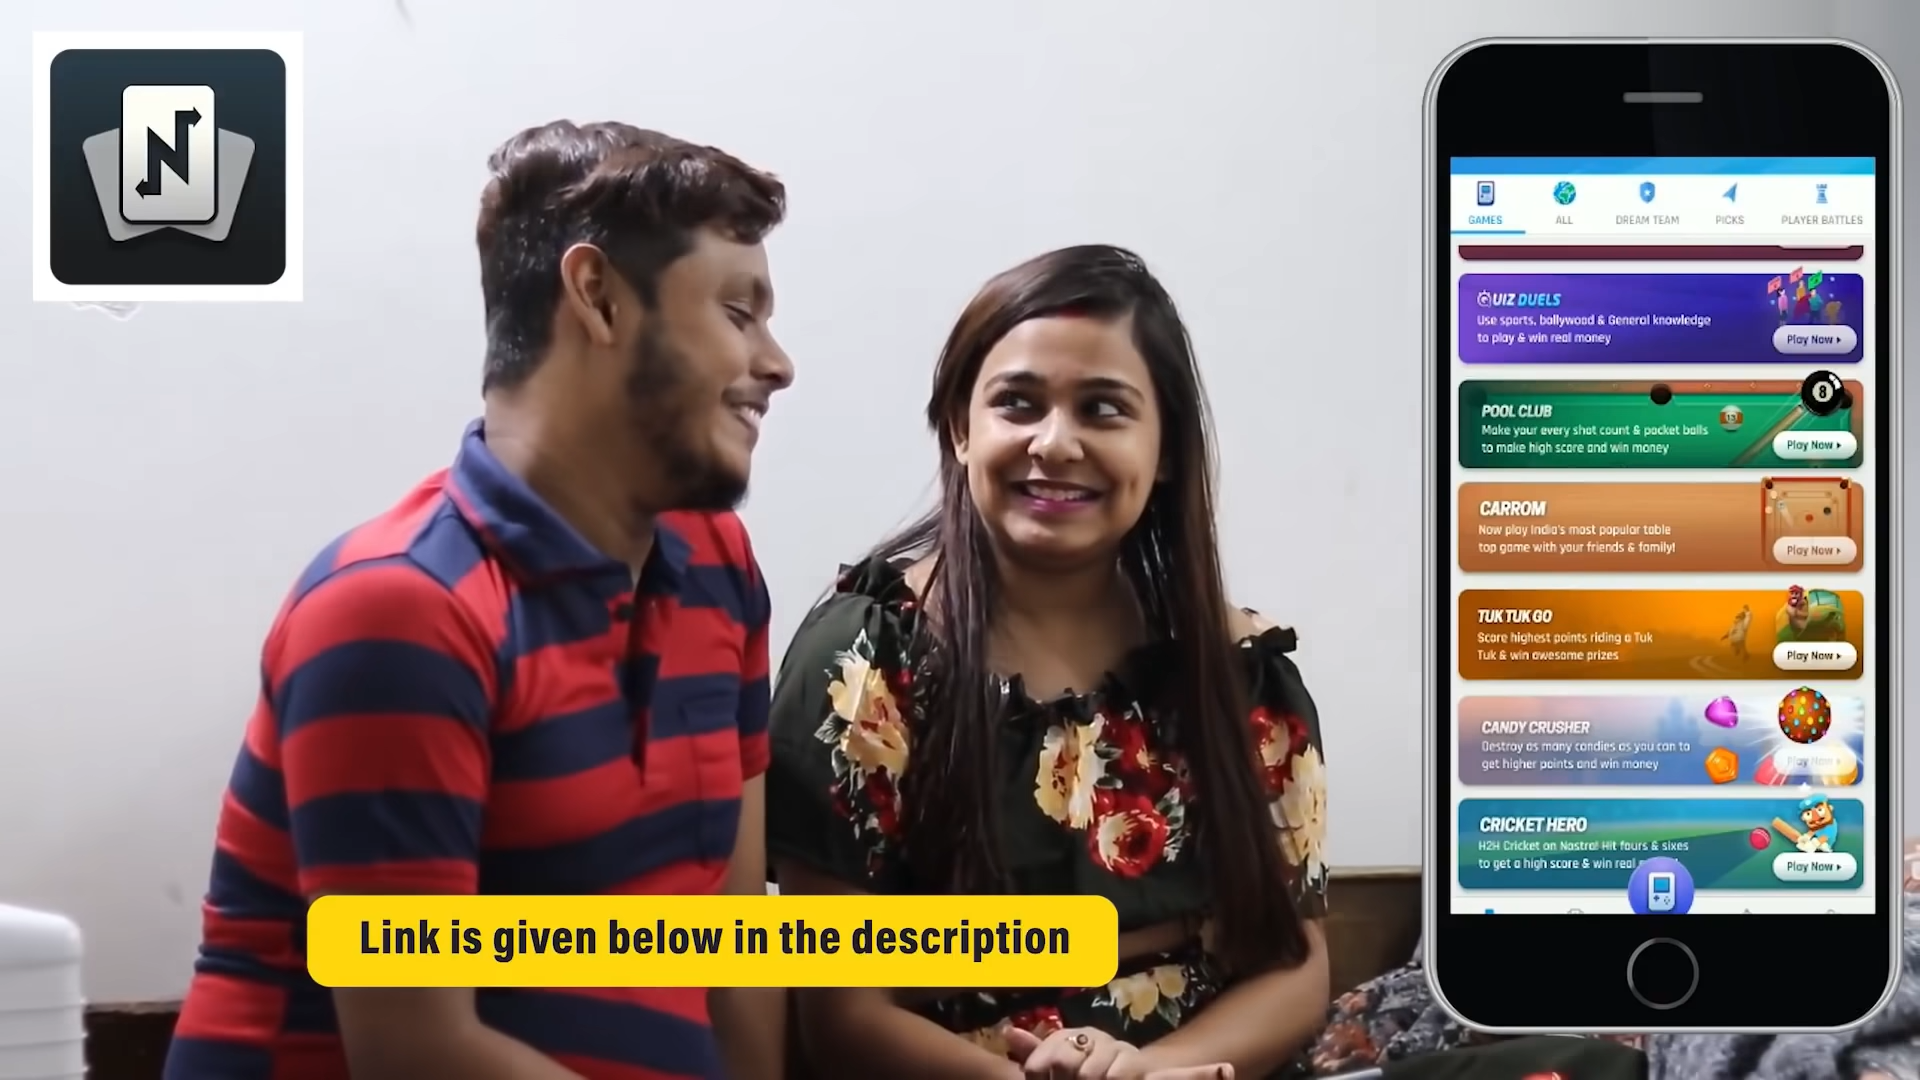 N
GAMES
ALL
DREAM TEAM
PICKS
PLAYER BATTLES
QUIZ DUELS
Use sports, bollywood & General knowledge
to play & win real money
Play Now
8
POOL CLUB
Make your every shot count & pocket balls
to make high score and win money
13
Play Now
CARROM
Now play India's most popular table
top game with your friends & family!
Play Now
TUK TUK GO
Score highest points riding a Tuk
Tuk & win awesome prizes
Play Now
CANDY CRUSHER
Destroy as many candies as you can to
get higher points and win money
Play Now
CRICKET HERO
H2H Cricket on Nostra! Hit fours & sixes
to get a high score & win real
Play Now
Link is given below in the description